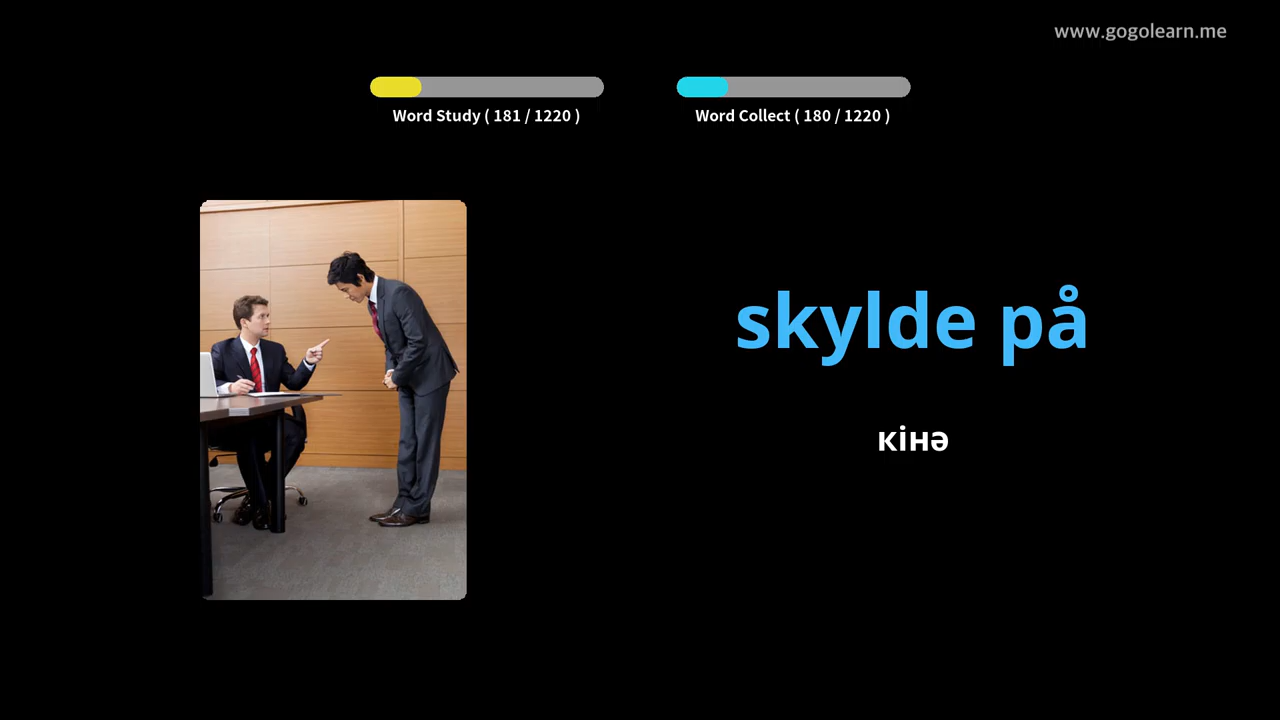 www.gogolearn.me
Word Study ( 181 / 1220 )
Word Collect ( 180 / 1220 )
skylde på
кінә